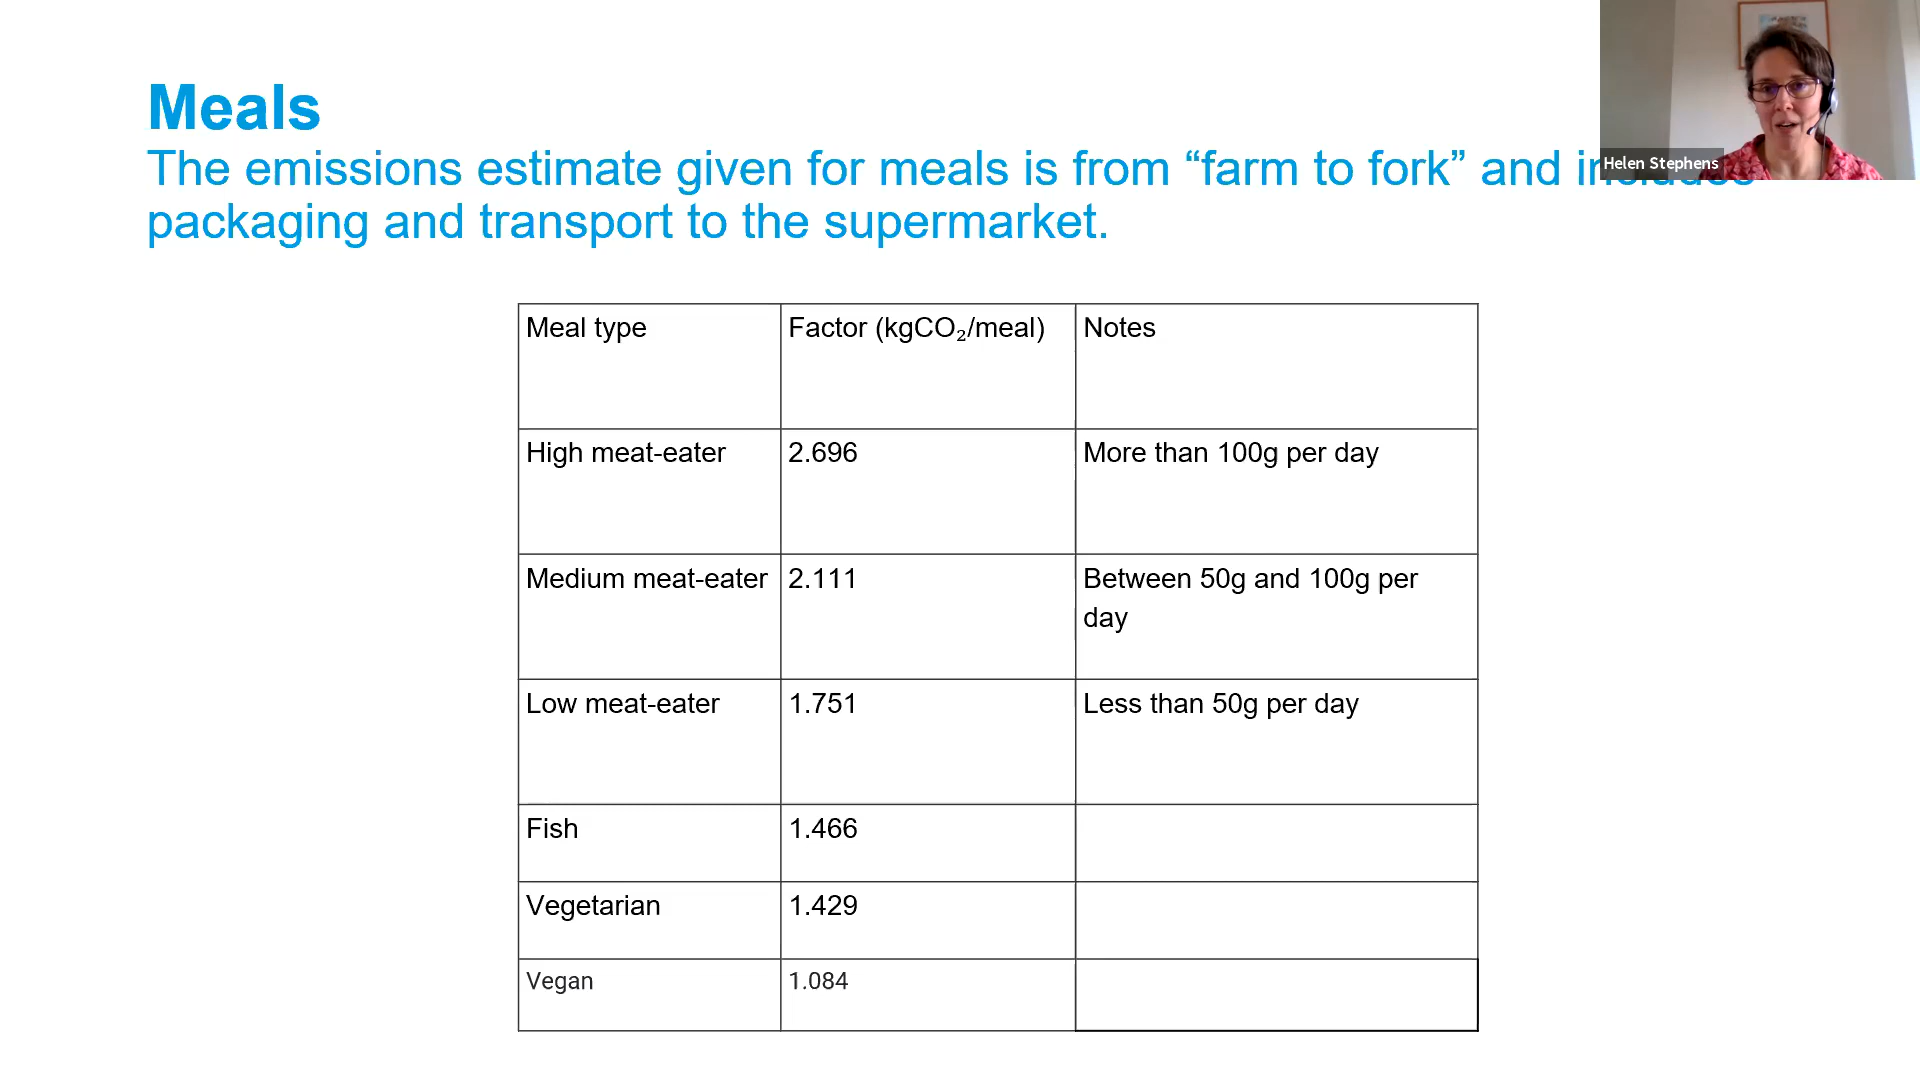 Meals
The emissions estimate given for meals is from “farm to fork” and includes
packaging and transport to the supermarket.
Helen Stephens
Meal type Factor (kgCO₂/meal) Notes
High meat-eater 2.696 More than 100g per day
Medium meat-eater 2.111 Between 50g and 100g per
day
Low meat-eater 1.751 Less than 50g per day
Fish 1.466
Vegetarian 1.429
Vegan 1.084